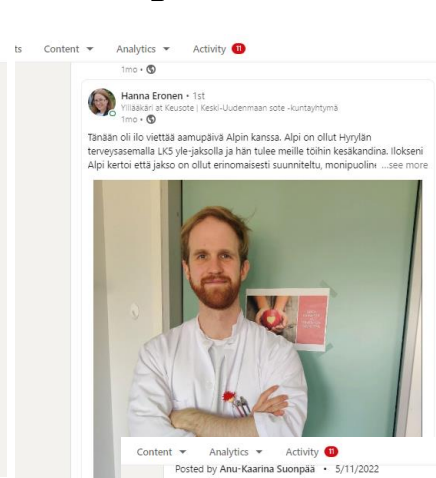 ts Content Analytics Activity 11
1mo •
Hanna Eronen • 1st
Ylilääkäri at Keusote | Keski-Uudenmaan sote -kuntayhtymä
1mo •
Tänään oli ilo viettää aamupäivä Alpin kanssa. Alpi on ollut Hyrylän
terveysasemalla LK5 yle-jaksolla ja hän tulee meille töihin kesäkandina. Ilokseni
Alpi kertoi että jakso on ollut erinomaisesti suunniteltu, ...see more
Content Analytics Activity 11
Posted by Anu-Kaarina Suonpää • 5/11/2022